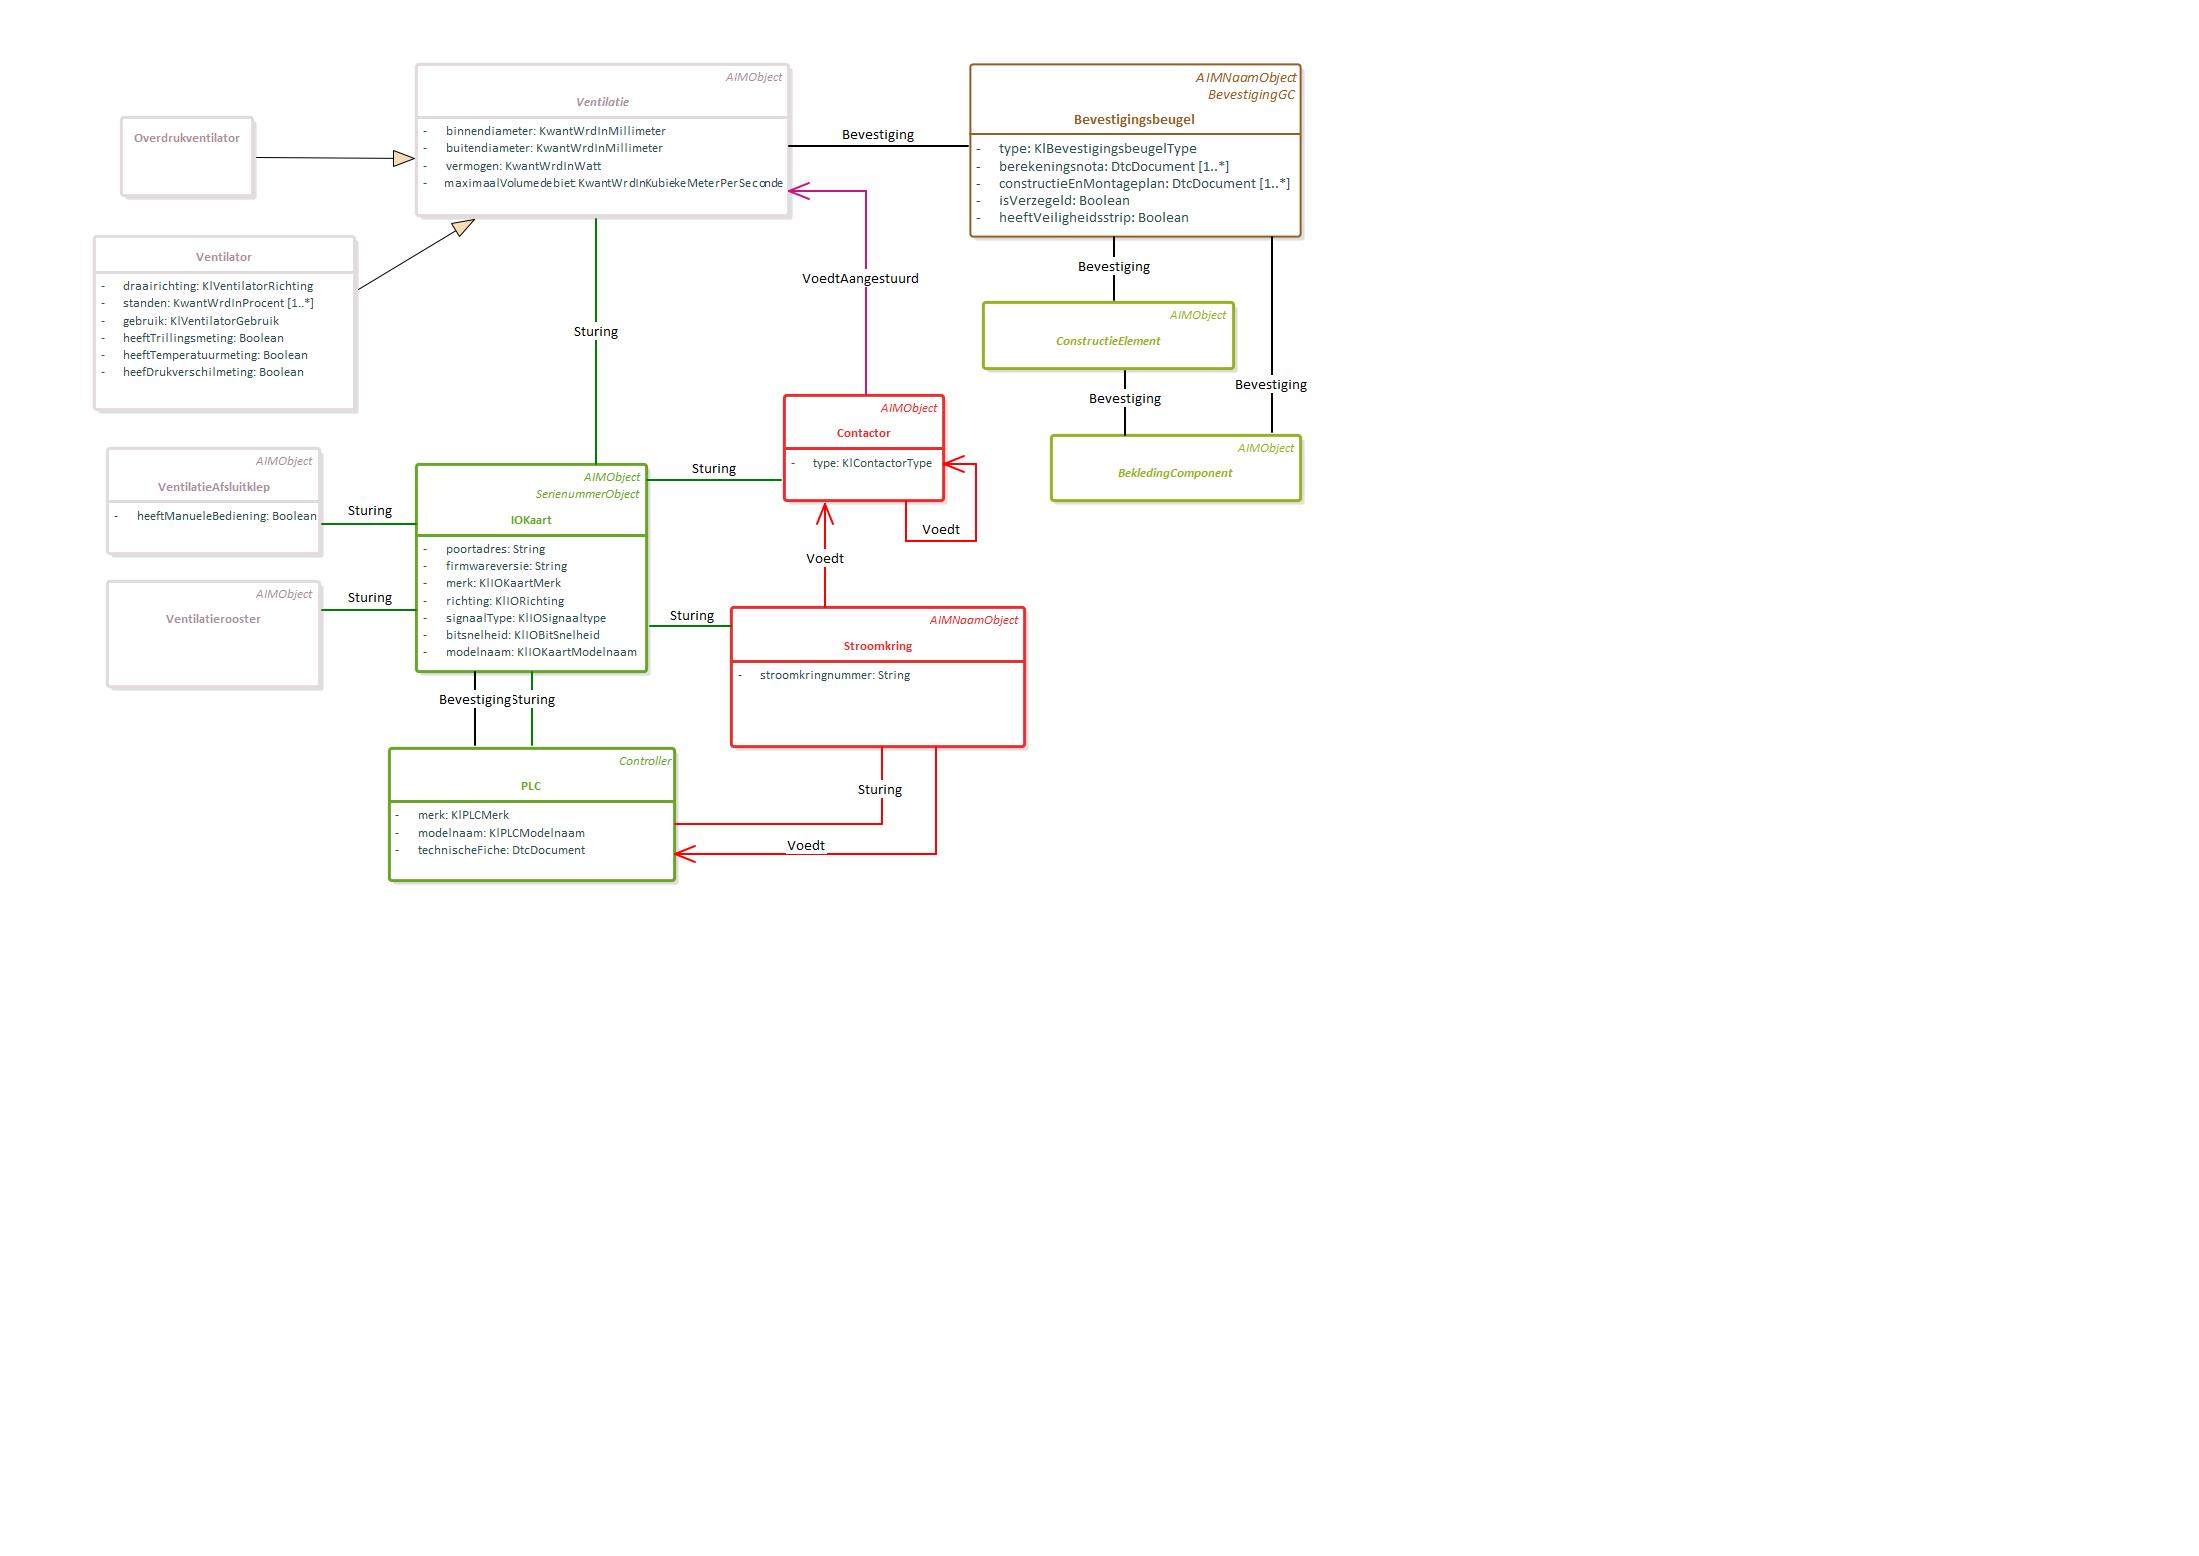 AIMObject
Ventilatie
- binnendiameter: KwantWrdInMillimeter
- buitendiameter: KwantWrdInMillimeter
- vermogen: KwantWrdInWatt
- maximaalVolumedebiet KwantWrdInKubiekeMeterPerSeconde
AIMNaamObject
BevestigingGC
Bevestigingsbeugel
- type: KlBevestigingsbeugelType
- berekeningsnota: DtcDocument [1..*]
- constructieEnMontageplan: DtcDocument [1..*]
- isVerzegeld: Boolean
- heeftVeiligheidsstrip: Boolean
Overdrukventilator
Bevestiging
Ventilator
- draairichting: KlVentilatorRichting
- standen: KwantWrdInProcent [1..*]
- gebruik: KlVentilatorGebruik
- heeftTrillingsmeting: Boolean
- heeftTemperatuurmeting: Boolean
- heefDrukverschilmeting: Boolean
VoedtAangestuurd
Bevestiging
Sturing
AIMObject
ConstructieElement
Bevestiging
Bevestiging
AIMObject
Contactor
- type: KlContactorType
AIMObject
BekledingComponent
AIMObject
VentilatieAfsluitklep
- heeftManueleBediening: Boolean
Sturing
AIMObject
SerienummerObject
IOKaart
- poortadres: String
- firmwareversie: String
- merk: KlIOKaartMerk
- richting: KlIORichting
- signaalType: KlIOSignaaltype
- bitsnelheid: KlIOBitSnelheid
- modelnaam: KlIOKaartModelnaam
Sturing
Voedt
Voedt
AIMObject
Ventilatierooster
Sturing
Sturing
AIMNaamObject
Stroomkring
- stroomkringnummer: String
Bevestiging
Sturing
Controller
PLC
- merk: KlPLCMerk
- modelnaam: KlPLCModelnaam
- technischeFiche: DtcDocument
Sturing
Voedt